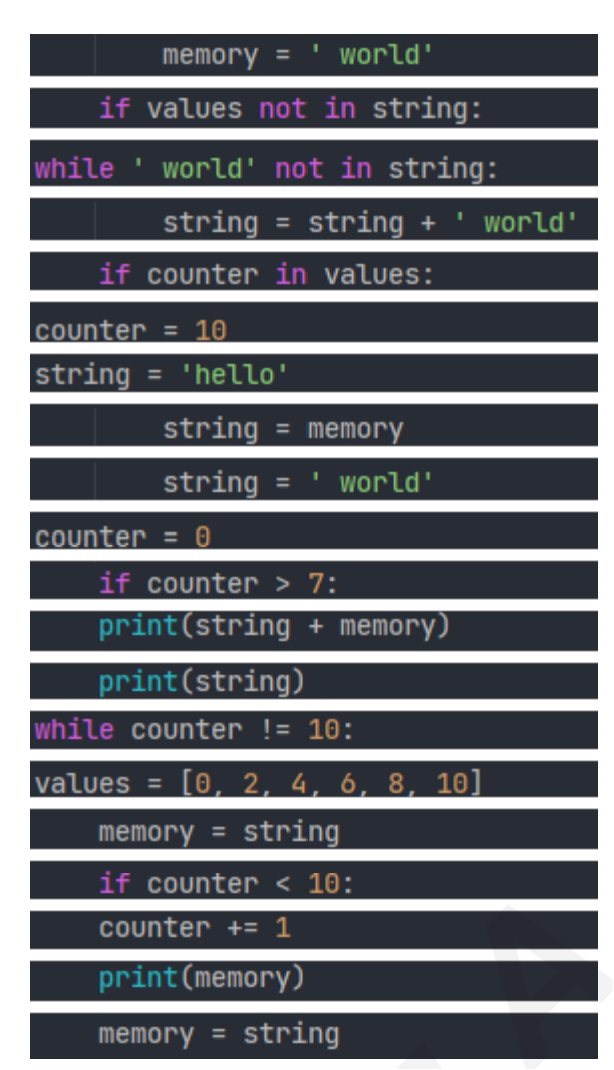 memory = ' world'
if values not in string:
while ' world' not in string:
string = string + ' world'
if counter in values:
counter = 10
string = 'hello'
string = memory
string = ' world'
counter = 0
if counter > 7:
print(string + memory)
print(string)
while counter != 10:
values = [0, 2, 4, 6, 8, 10]
memory = string
if counter < 10:
counter += 1
print(memory)
memory = string